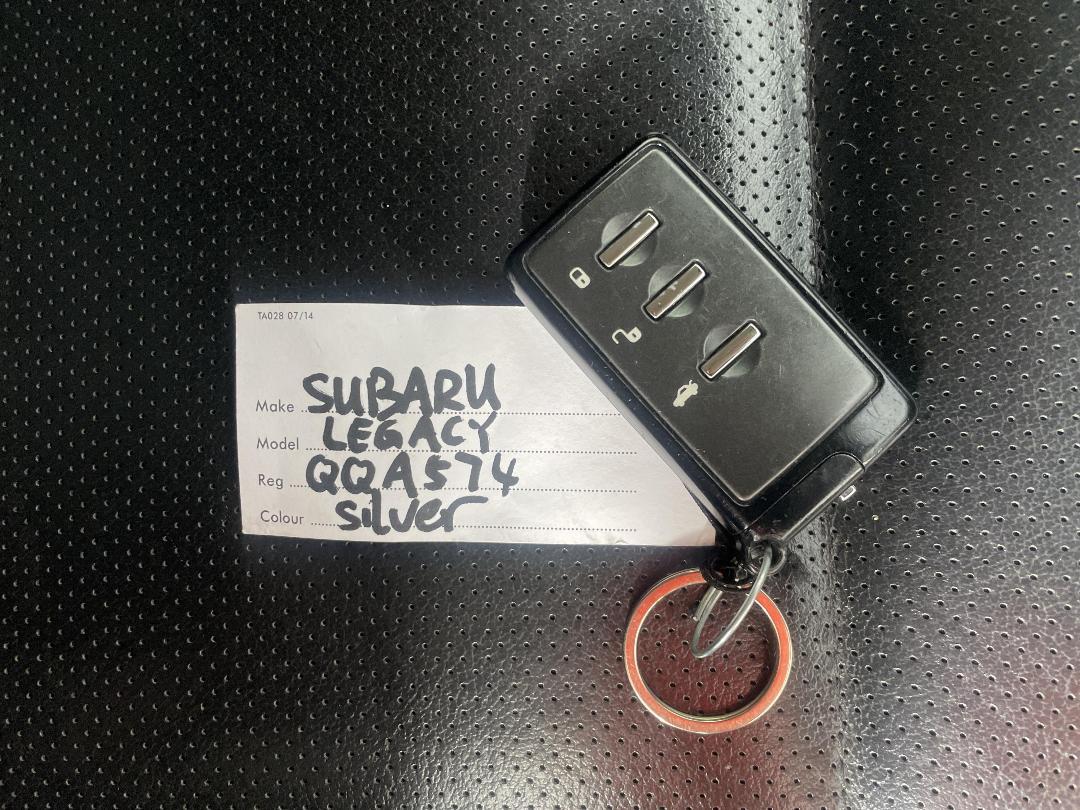 TA028 07/14
Make SUBARU
Model LEGACY
Reg QQA574
Colour Silver